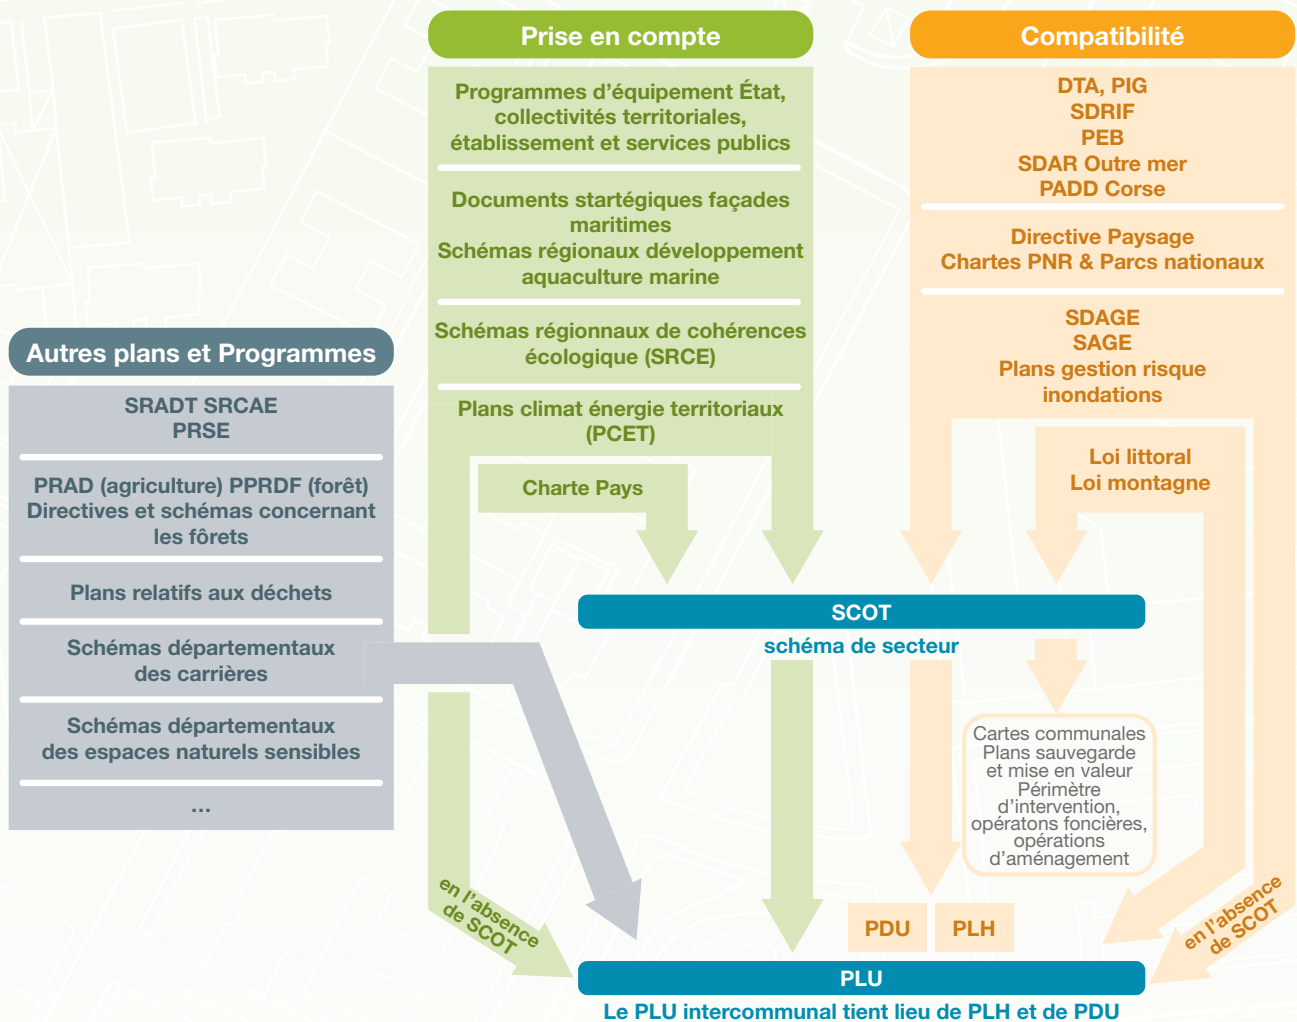 Prise en compte
Programmes d’équipement État,
collectivités territoriales,
établissement et services publics
Documents startégiques façades
maritimes
Schémas régionaux développement
aquaculture marine
Schémas régionnaux de cohérences
écologique (SRCE)
Plans climat énergie territoriaux
(PCET)
Charte Pays
Compatibilité
DTA, PIG
SDRIF
PEB
SDAR Outre mer
PADD Corse
Directive Paysage
Chartes PNR & Parcs nationaux
SDAGE
SAGE
Plans gestion risque
inondations
Loi littoral
Loi montagne
Autres plans et Programmes
SRADT SRCAE
PRSE
PRAD (agriculture) PPRDF (forêt)
Directives et schémas concernant
les fôrets
Plans relatifs aux déchets
Schémas départementaux
des carrières
Schémas départementaux
des espaces naturels sensibles
...
SCOT
schéma de secteur
Cartes communales
Plans sauvegarde
et mise en valeur
Périmètre
d’intervention,
opératons foncières,
opérations
d’aménagement
en l’absence
de SCOT
PDU
PLH
en l’absence
de SCOT
PLU
Le PLU intercommunal tient lieu de PLH et de PDU